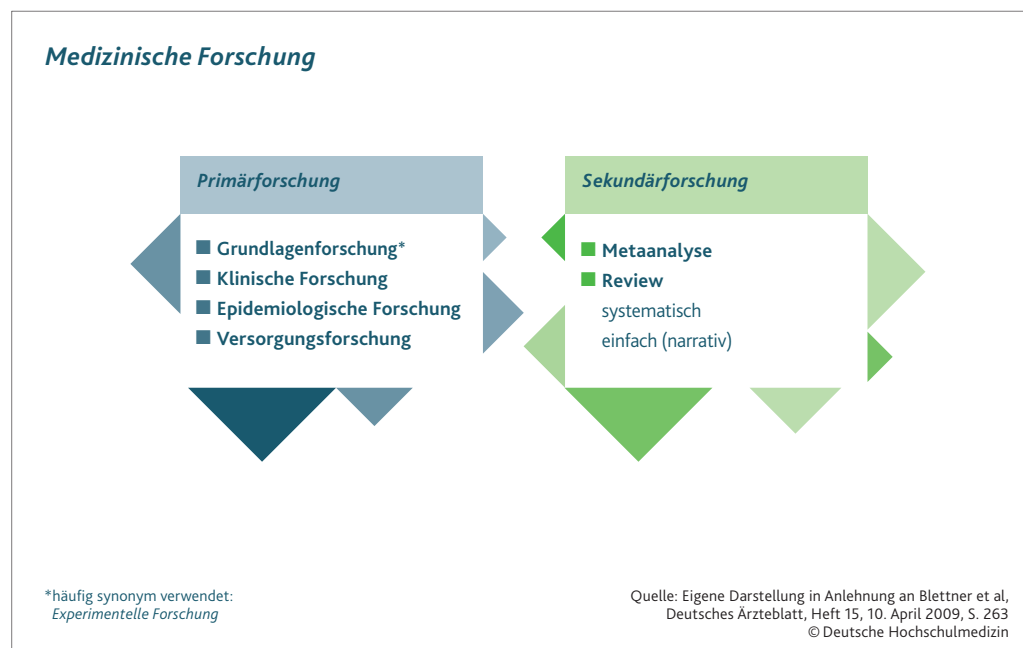 Medizinische Forschung
Primärforschung
Grundlagenforschung*
Klinische Forschung
Epidemiologische Forschung
Versorgungsforschung
Sekundärforschung
Metaanalyse
Review
systematisch
einfach (narrativ)
*häufig synonym verwendet:
Experimentelle Forschung
Quelle: Eigene Darstellung in Anlehnung an Blettner et al,
Deutsches Ärzteblatt, Heft 15, 10. April 2009, S. 263
© Deutsche Hochschulmedizin